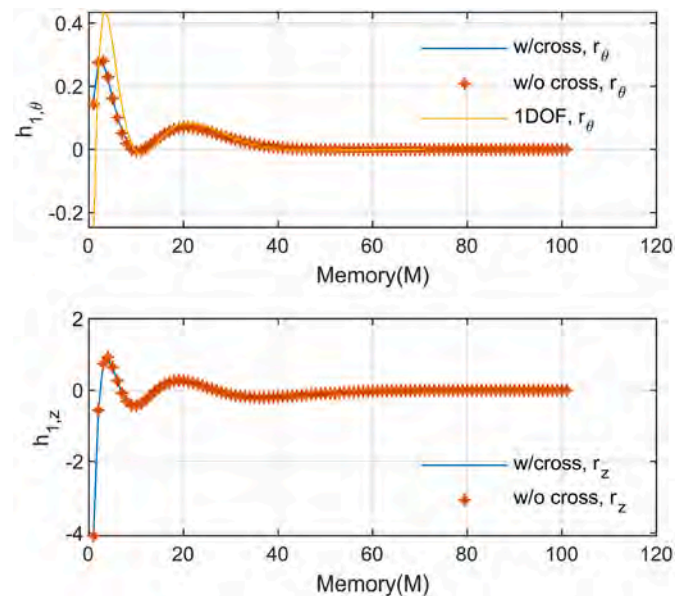 0.4
0.2
0
-0.2
h1,θ
w/cross, rθ
w/o cross, rθ
1DOF, rθ
0 20 40 60 80 100 120
Memory(M)
2
0
-2
-4
h1,z
w/cross, rz
w/o cross, rz
0 20 40 60 80 100 120
Memory(M)